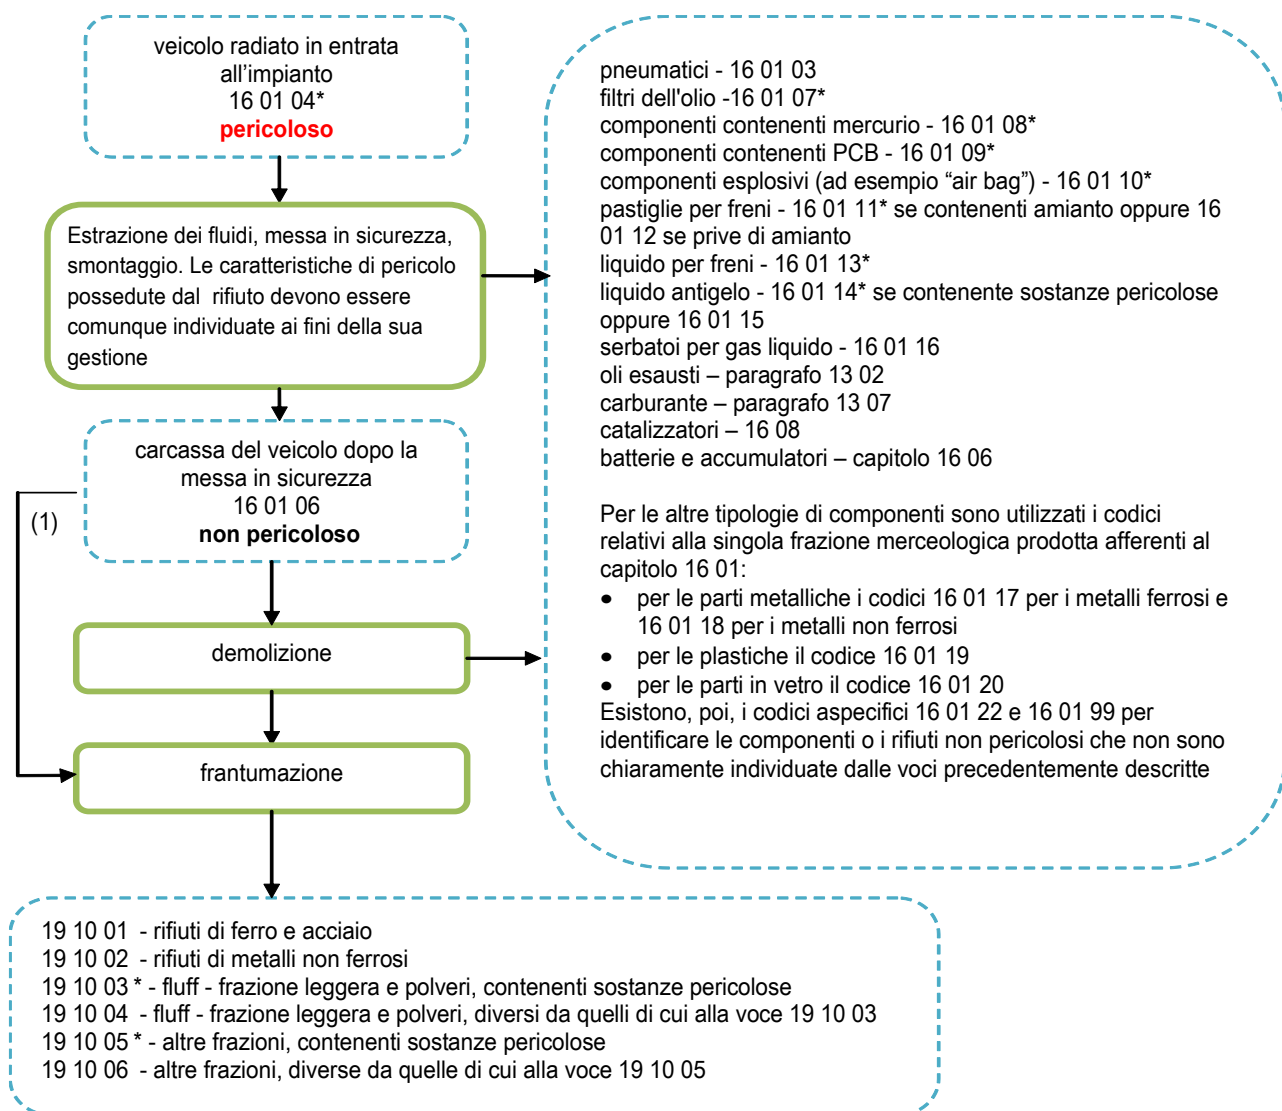 veicolo radiato in entrata
all'impianto
16 01 04*
pericoloso
Estrazione dei fluidi, messa in sicurezza,
smontaggio. Le caratteristiche di pericolo
possedute dal rifiuto devono essere
comunque individuate ai fini della sua
gestione
carcassa del veicolo dopo la
messa in sicurezza
16 01 06
non pericoloso
(1)
demolizione
frantumazione
pneumatici - 16 01 03
filtri dell'olio -16 01 07*
componenti contenenti mercurio - 16 01 08*
componenti contenenti PCB - 16 01 09*
componenti esplosivi (ad esempio “air bag”) - 16 01 10*
pastiglie per freni - 16 01 11* se contenenti amianto oppure 16
01 12 se prive di amianto
liquido per freni - 16 01 13*
liquido antigelo - 16 01 14* se contenente sostanze pericolose
oppure 16 01 15
serbatoi per gas liquido - 16 01 16
oli esausti – paragrafo 13 02
carburante – paragrafo 13 07
catalizzatori – 16 08
batterie e accumulatori – capitolo 16 06
Per le altre tipologie di componenti sono utilizzati i codici
relativi alla singola frazione merceologica prodotta afferenti al
capitolo 16 01:
• per le parti metalliche i codici 16 01 17 per i metalli ferrosi e
16 01 18 per i metalli non ferrosi
• per le plastiche il codice 16 01 19
• per le parti in vetro il codice 16 01 20
Esistono, poi, i codici aspecifici 16 01 22 e 16 01 99 per
identificare le componenti o i rifiuti non pericolosi che non sono
chiaramente individuate dalle voci precedentemente descritte
19 10 01 - rifiuti di ferro e acciaio
19 10 02 - rifiuti di metalli non ferrosi
19 10 03 * - fluff - frazione leggera e polveri, contenenti sostanze pericolose
19 10 04 - fluff - frazione leggera e polveri, diversi da quelli di cui alla voce 19 10 03
19 10 05 * - altre frazioni, contenenti sostanze pericolose
19 10 06 - altre frazioni, diverse da quelle di cui alla voce 19 10 05